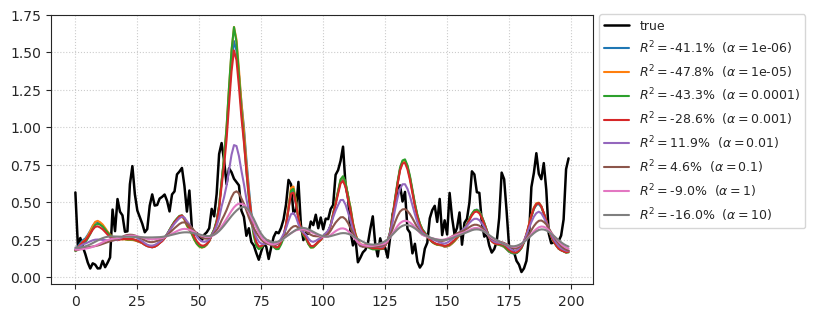 1.75
1.50
1.25
1.00
0.75
0.50
0.25
0.00
0 25 50 75 100 125 150 175 200
true
R² = -41.1% (α = 1e-06)
R² = -47.8% (α = 1e-05)
R² = -43.3% (α = 0.0001)
R² = -28.6% (α = 0.001)
R² = 11.9% (α = 0.01)
R² = 4.6% (α = 0.1)
R² = -9.0% (α = 1)
R² = -16.0% (α = 10)